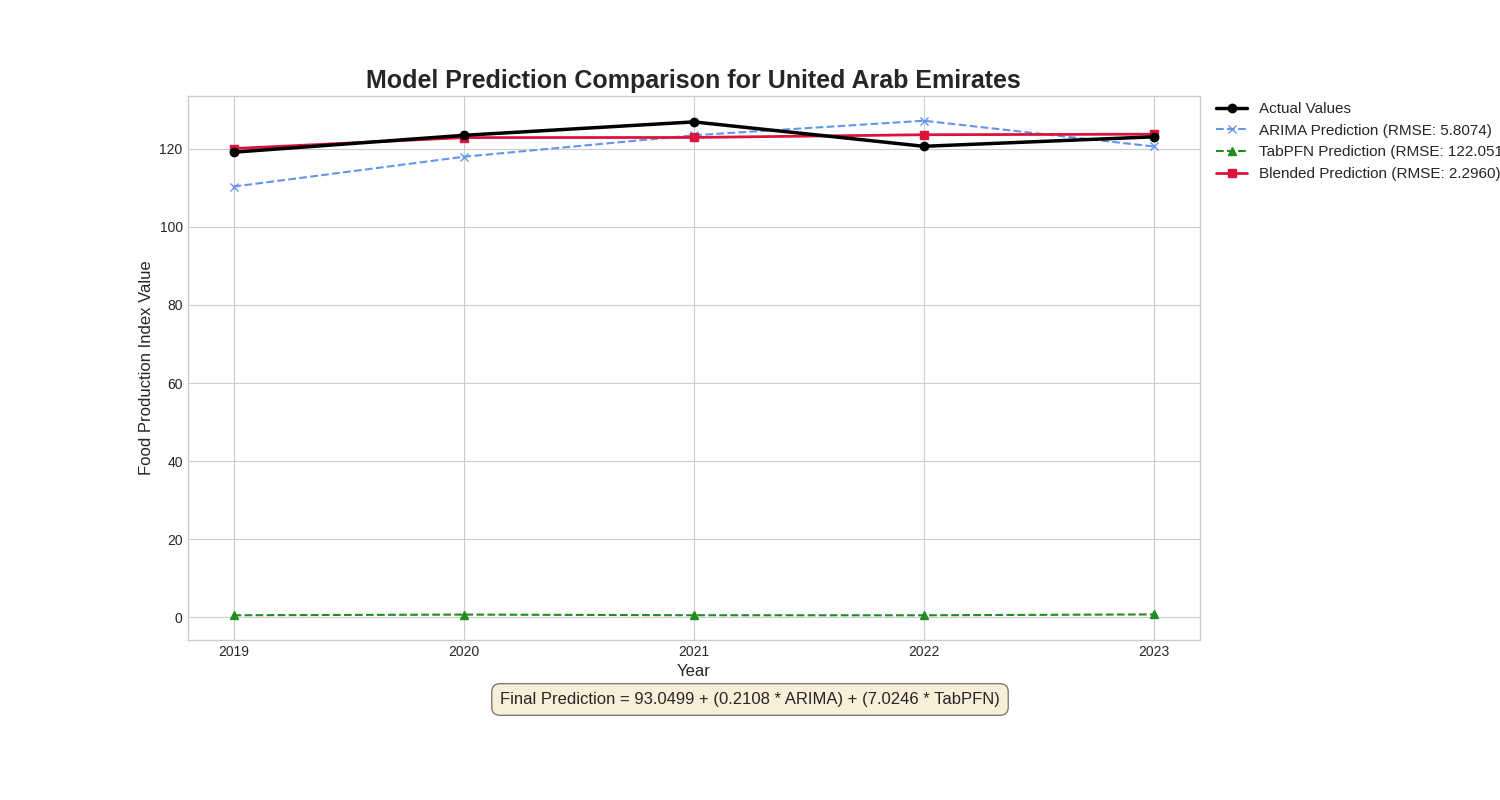 Model Prediction Comparison for United Arab Emirates
Actual Values
ARIMA Prediction (RMSE: 5.8074)
TabPFN Prediction (RMSE: 122.051
Blended Prediction (RMSE: 2.2960)
Food Production Index Value
120
100
80
60
40
20
0
2019 2020 2021 2022 2023
Year
Final Prediction = 93.0499 + (0.2108 * ARIMA) + (7.0246 * TabPFN)